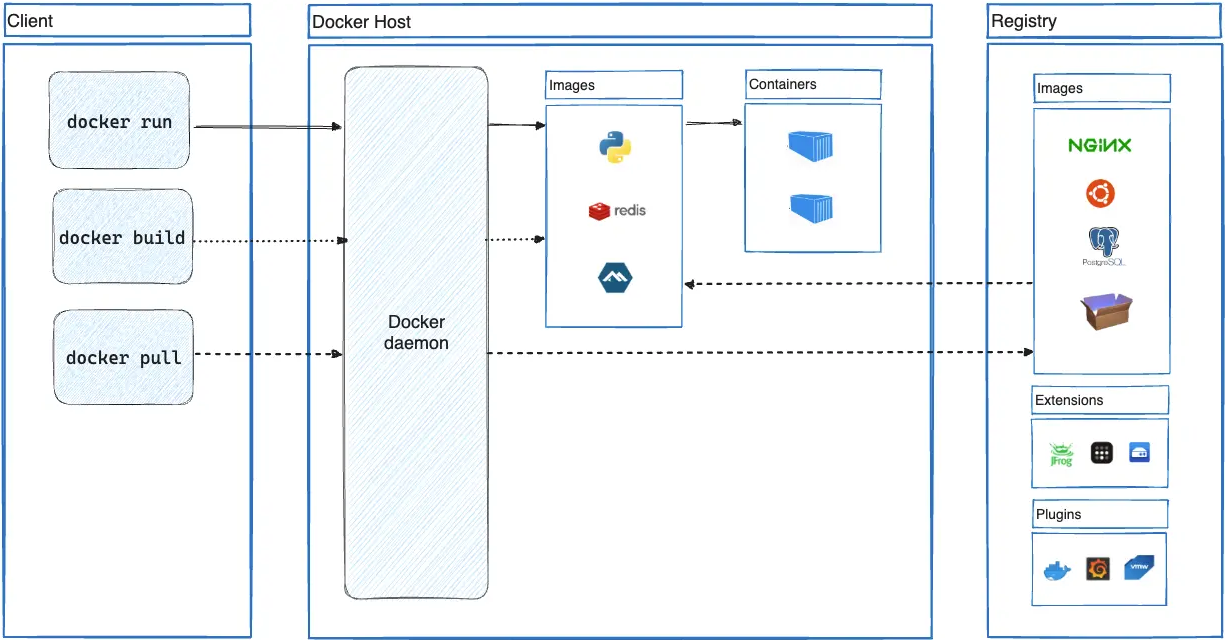 Client
docker run
docker build
docker pull
Docker Host
Docker
daemon
Images
redis
Containers
Registry
Images
NGINX
PostgreSQL
Extensions
JFrog
Plugins
vmw